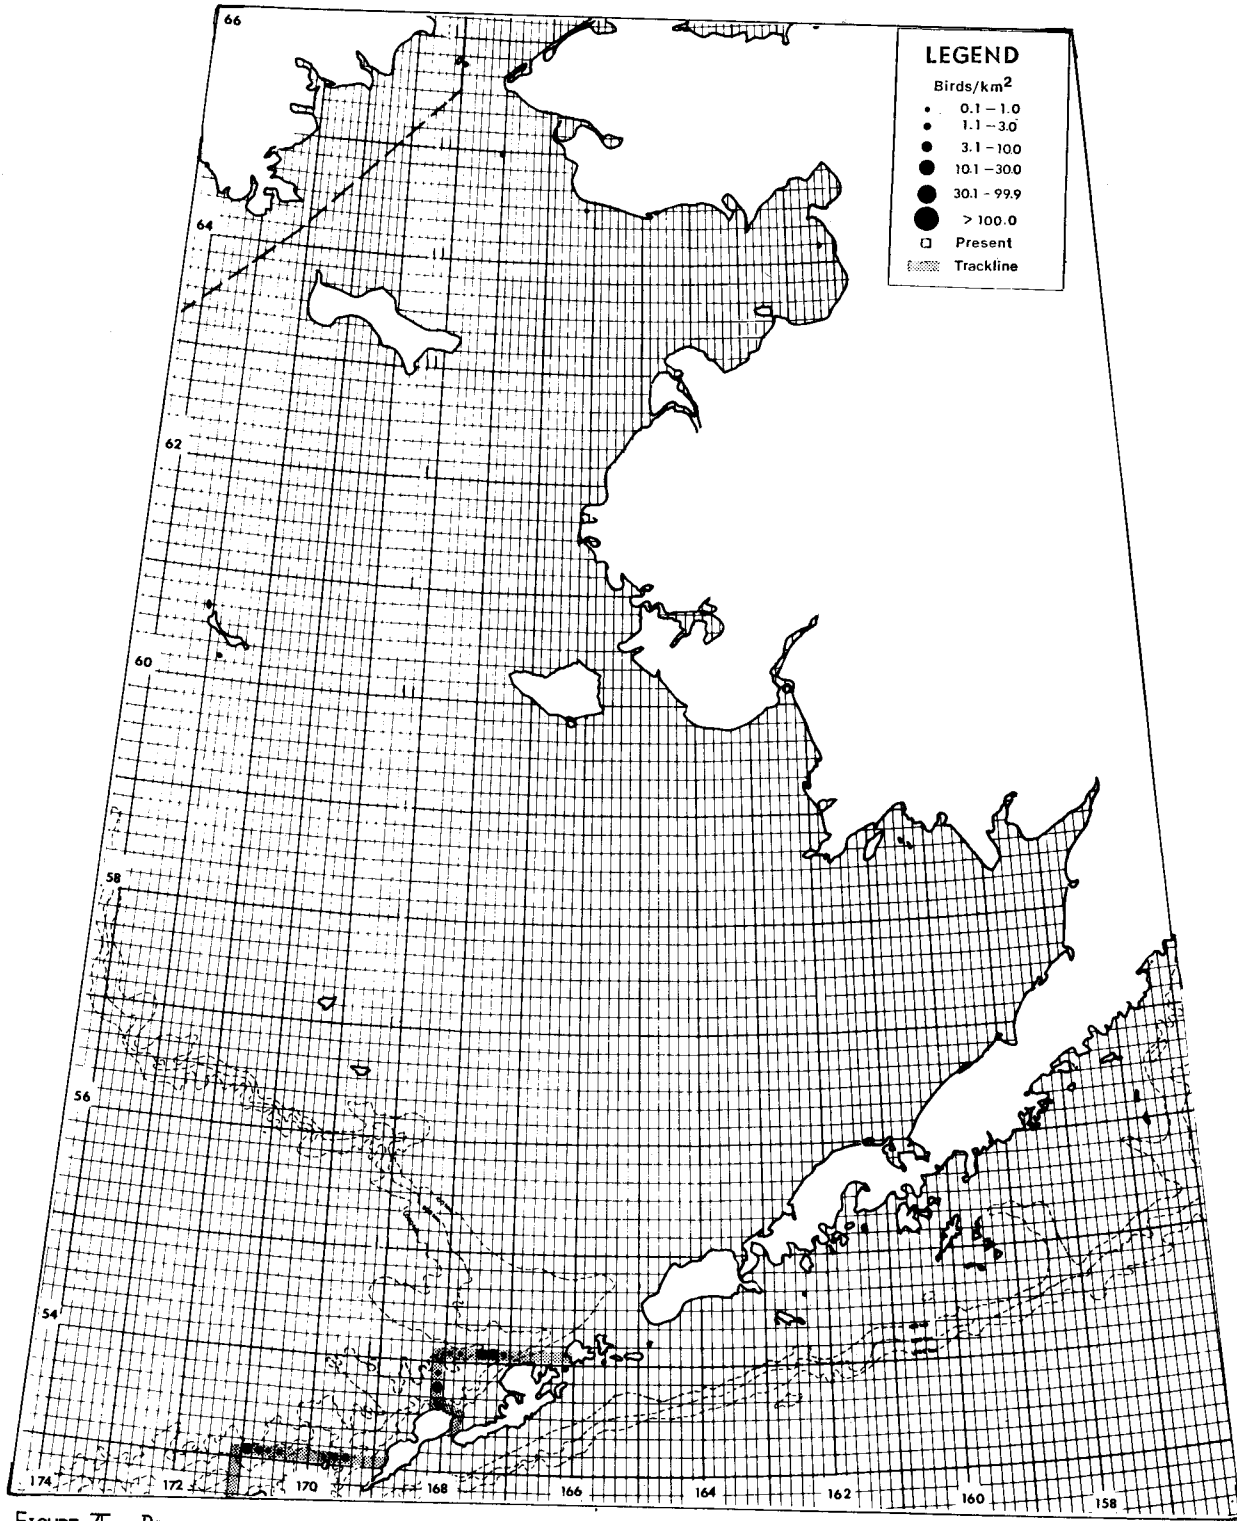 66
LEGEND
Birds/km²
0.1 – 1.0
1.1 – 3.0
3.1 – 10.0
10.1 – 30.0
30.1 – 99.9
> 100.0
Present
Trackline
64
62
60
58
56
54
174 172 170 168 166 164 162 160 158
FIGURE